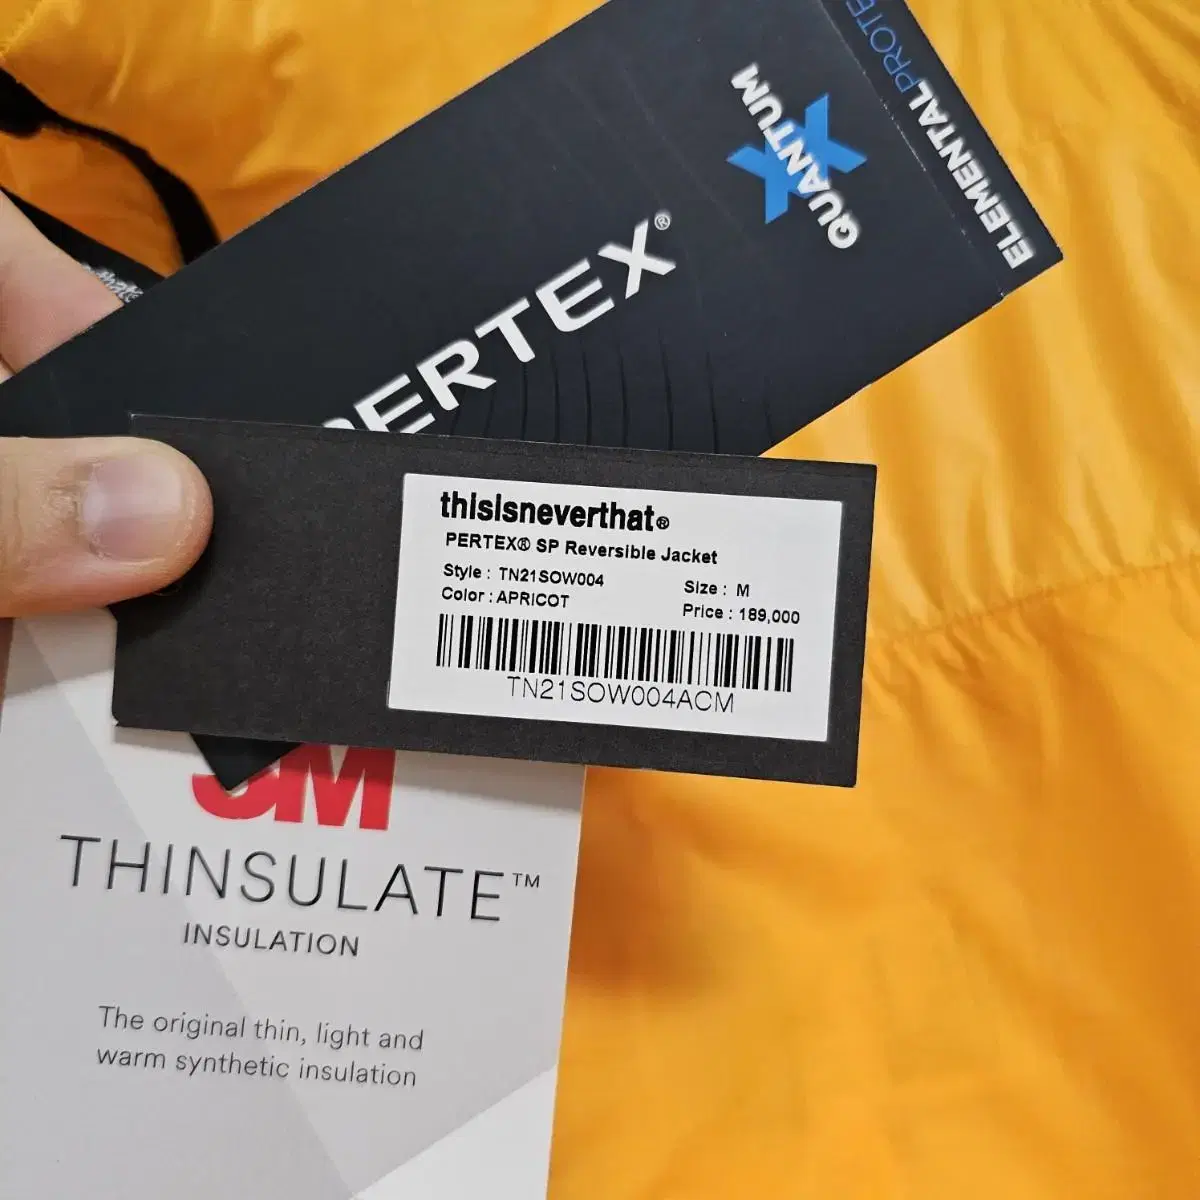 ELEMENTAL
QUANTUM
PERTEX®
thisisneverthat®
PERTEX® SP Reversible Jacket
Style : TN21SOW004
Size : M
Color : APRICOT
Price : 189,000
TN21SOW004ACM
3M
THINSULATE™
INSULATION
The original thin, light and
warm synthetic insulation